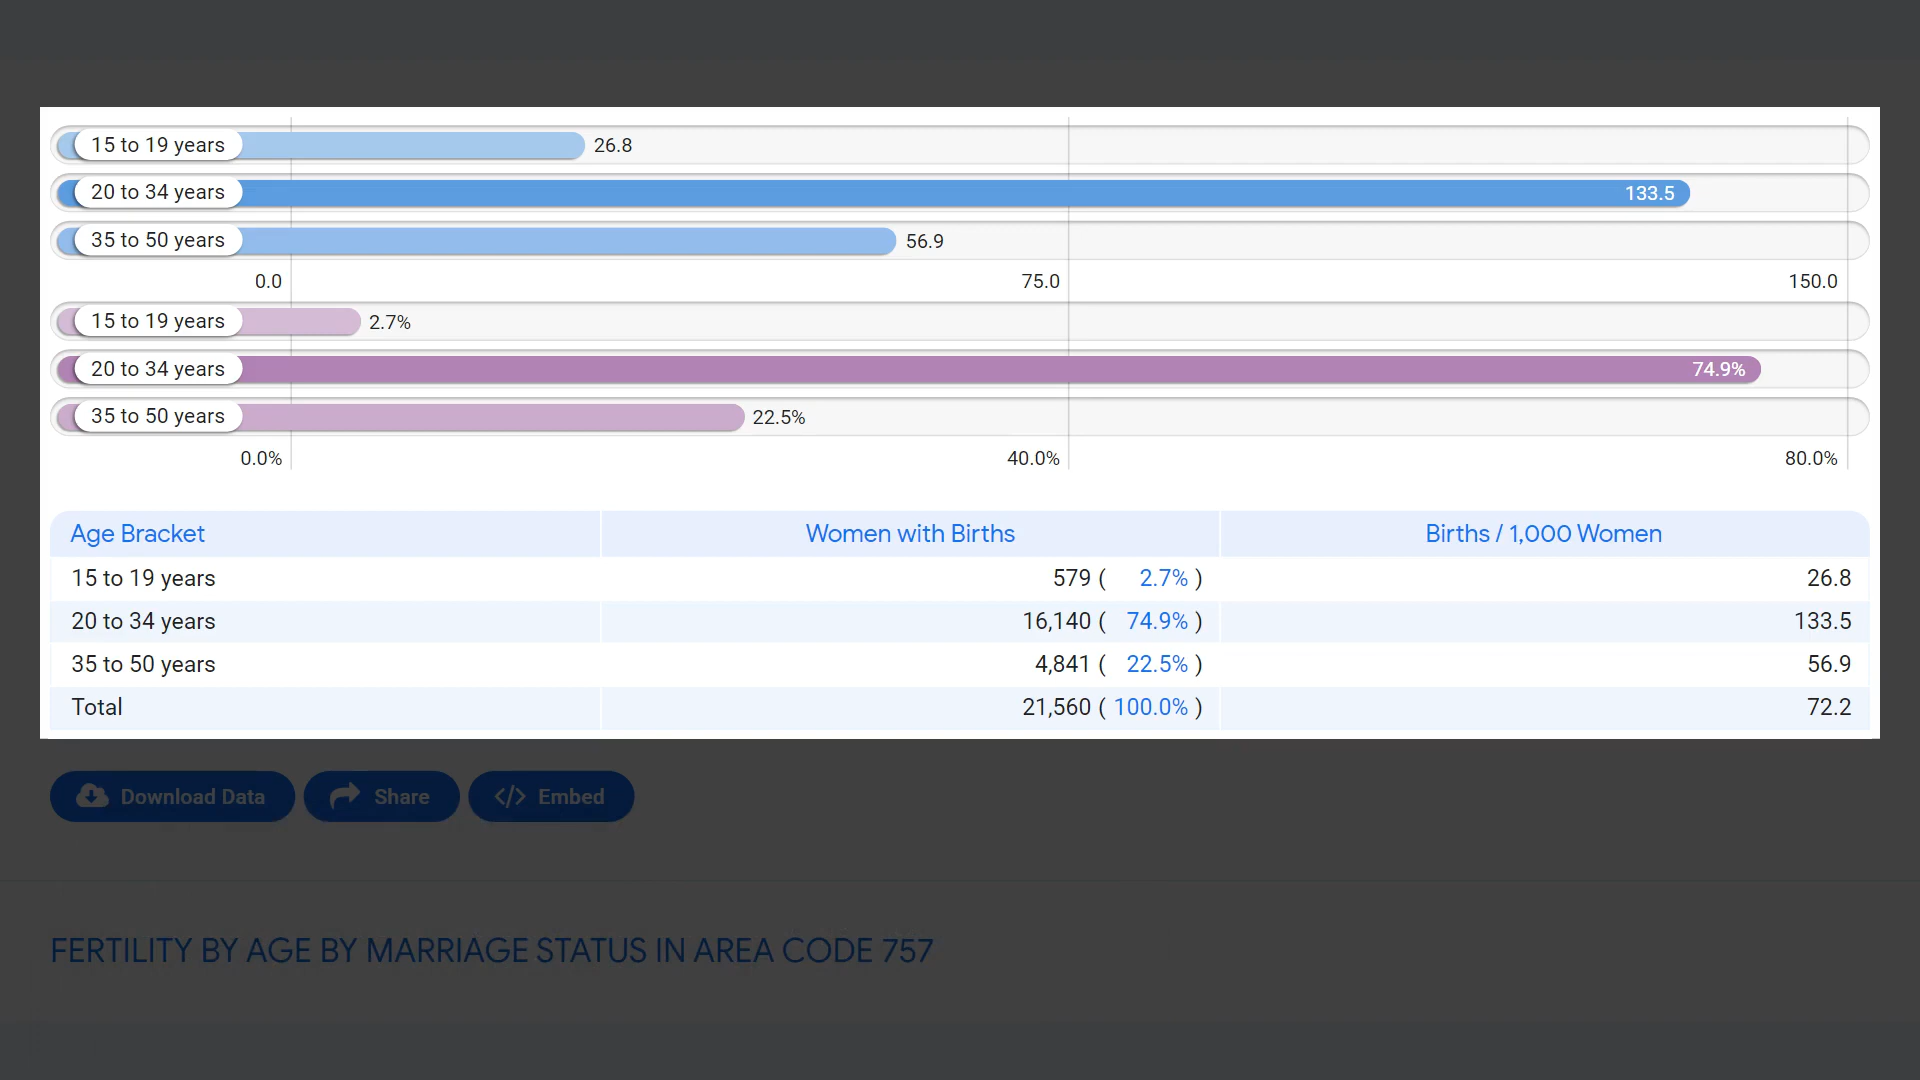 15 to 19 years 26.8
20 to 34 years 133.5
35 to 50 years 56.9
0.0 75.0 150.0
15 to 19 years 2.7%
20 to 34 years 74.9%
35 to 50 years 22.5%
0.0% 40.0% 80.0%
Age Bracket Women with Births Births / 1,000 Women
15 to 19 years 579 ( 2.7% ) 26.8
20 to 34 years 16,140 ( 74.9% ) 133.5
35 to 50 years 4,841 ( 22.5% ) 56.9
Total 21,560 ( 100.0% ) 72.2
Download Data Share </> Embed
FERTILITY BY AGE BY MARRIAGE STATUS IN AREA CODE 757